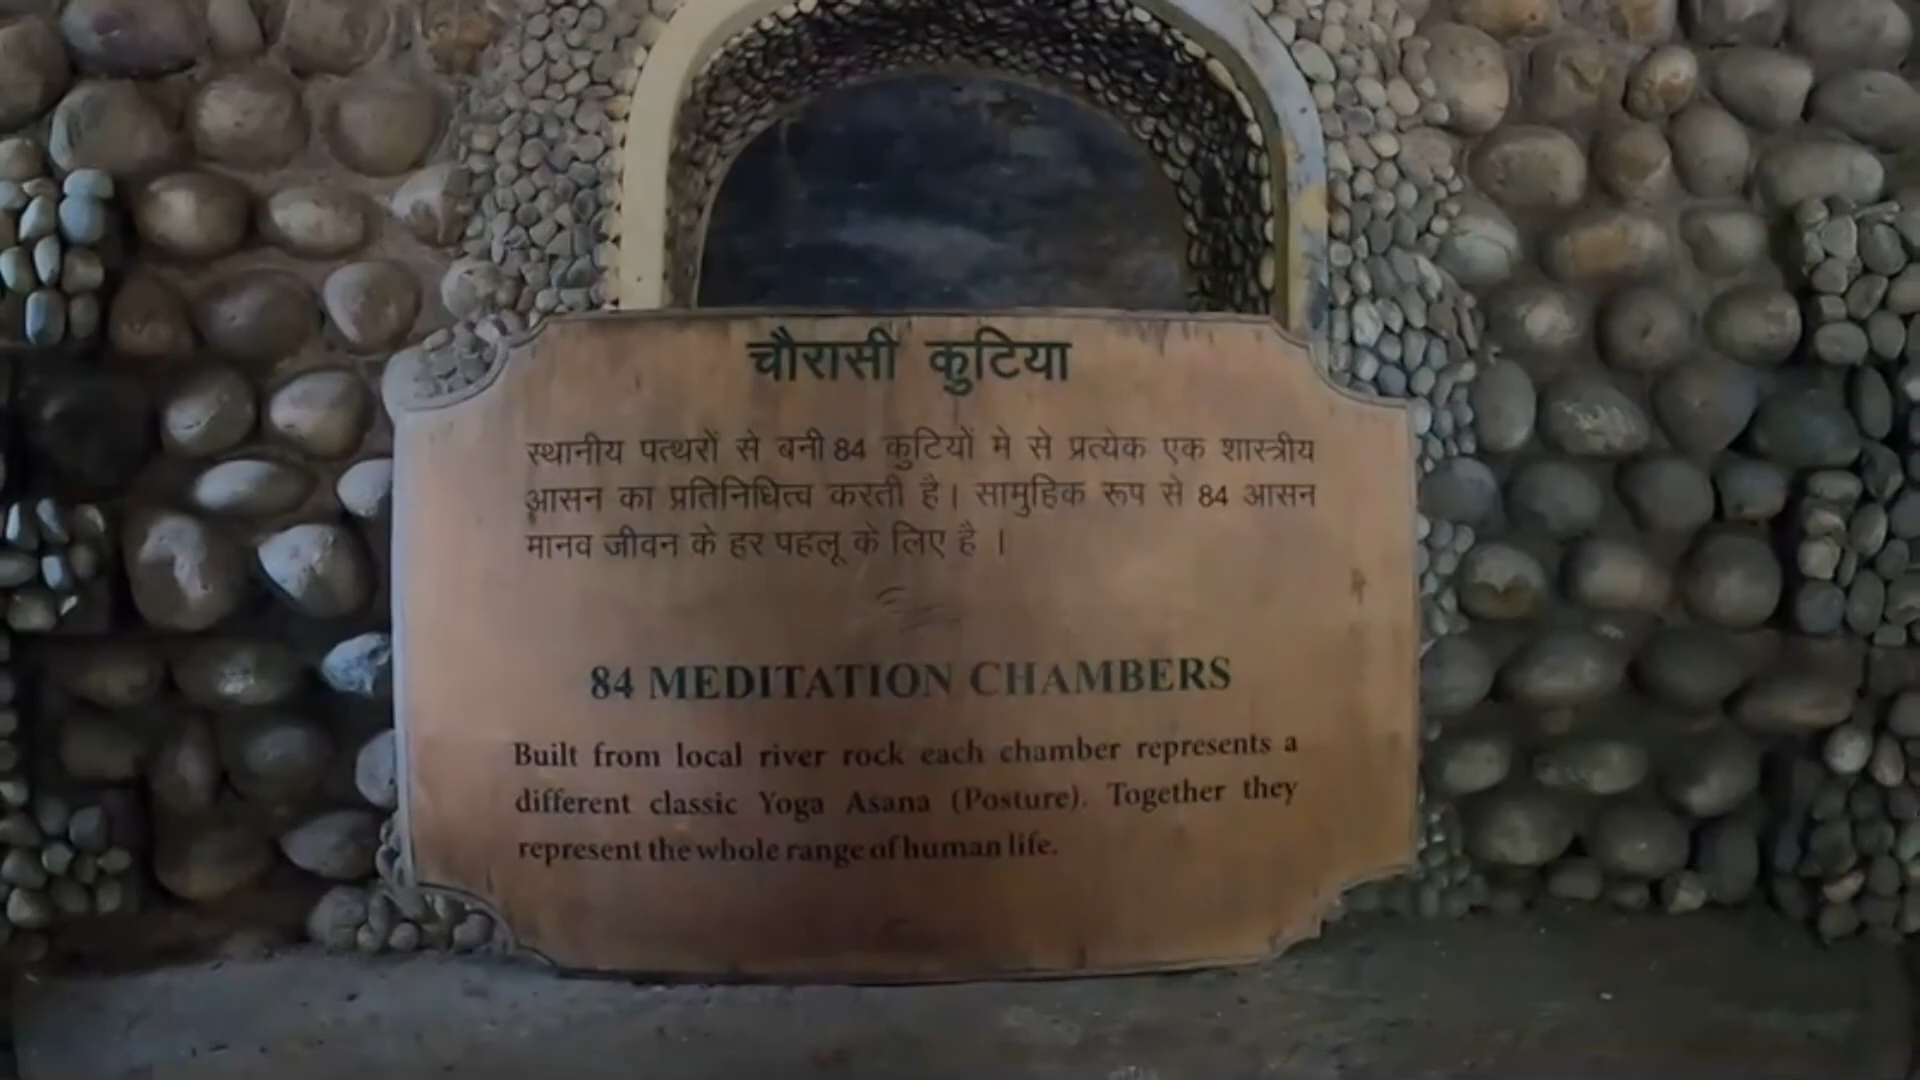 चौरासी कुटिया
स्थानीय पत्थरों से बनी 84 कुटियों मे से प्रत्येक एक शास्त्रीय
आसन का प्रतिनिधित्व करती है। सामुहिक रूप से 84 आसन
मानव जीवन के हर पहलू के लिए है ।
84 MEDITATION CHAMBERS
Built from local river rock each chamber represents a
different classic Yoga Asana (Posture). Together they
represent the whole range of human life.